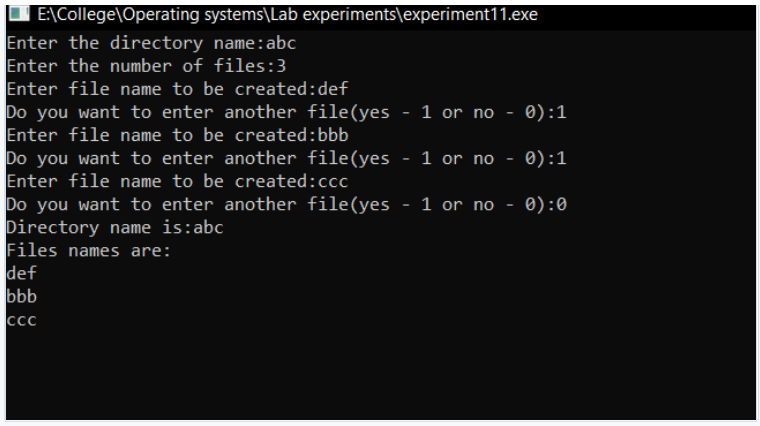 E:\College\Operating systems\Lab experiments\experiment11.exe
Enter the directory name:abc
Enter the number of files:3
Enter file name to be created:def
Do you want to enter another file(yes - 1 or no - 0):1
Enter file name to be created:bbb
Do you want to enter another file(yes - 1 or no - 0):1
Enter file name to be created:ccc
Do you want to enter another file(yes - 1 or no - 0):0
Directory name is:abc
Files names are:
def
bbb
ccc